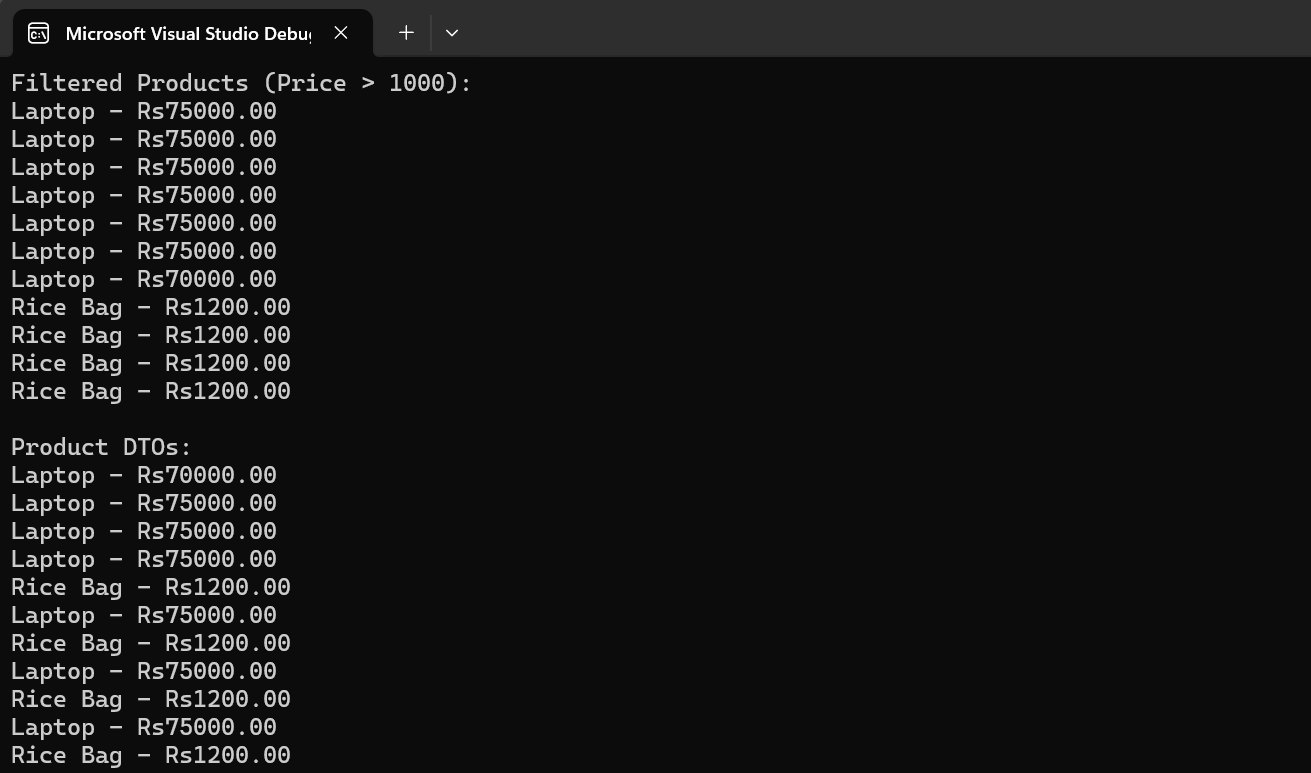 Microsoft Visual Studio Debu
Filtered Products (Price > 1000):
Laptop - Rs75000.00
Laptop - Rs75000.00
Laptop - Rs75000.00
Laptop - Rs75000.00
Laptop - Rs75000.00
Laptop - Rs75000.00
Laptop - Rs70000.00
Rice Bag - Rs1200.00
Rice Bag - Rs1200.00
Rice Bag - Rs1200.00
Rice Bag - Rs1200.00
Product DTOs:
Laptop - Rs70000.00
Laptop - Rs75000.00
Laptop - Rs75000.00
Laptop - Rs75000.00
Rice Bag - Rs1200.00
Laptop - Rs75000.00
Rice Bag - Rs1200.00
Laptop - Rs75000.00
Rice Bag - Rs1200.00
Laptop - Rs75000.00
Rice Bag - Rs1200.00